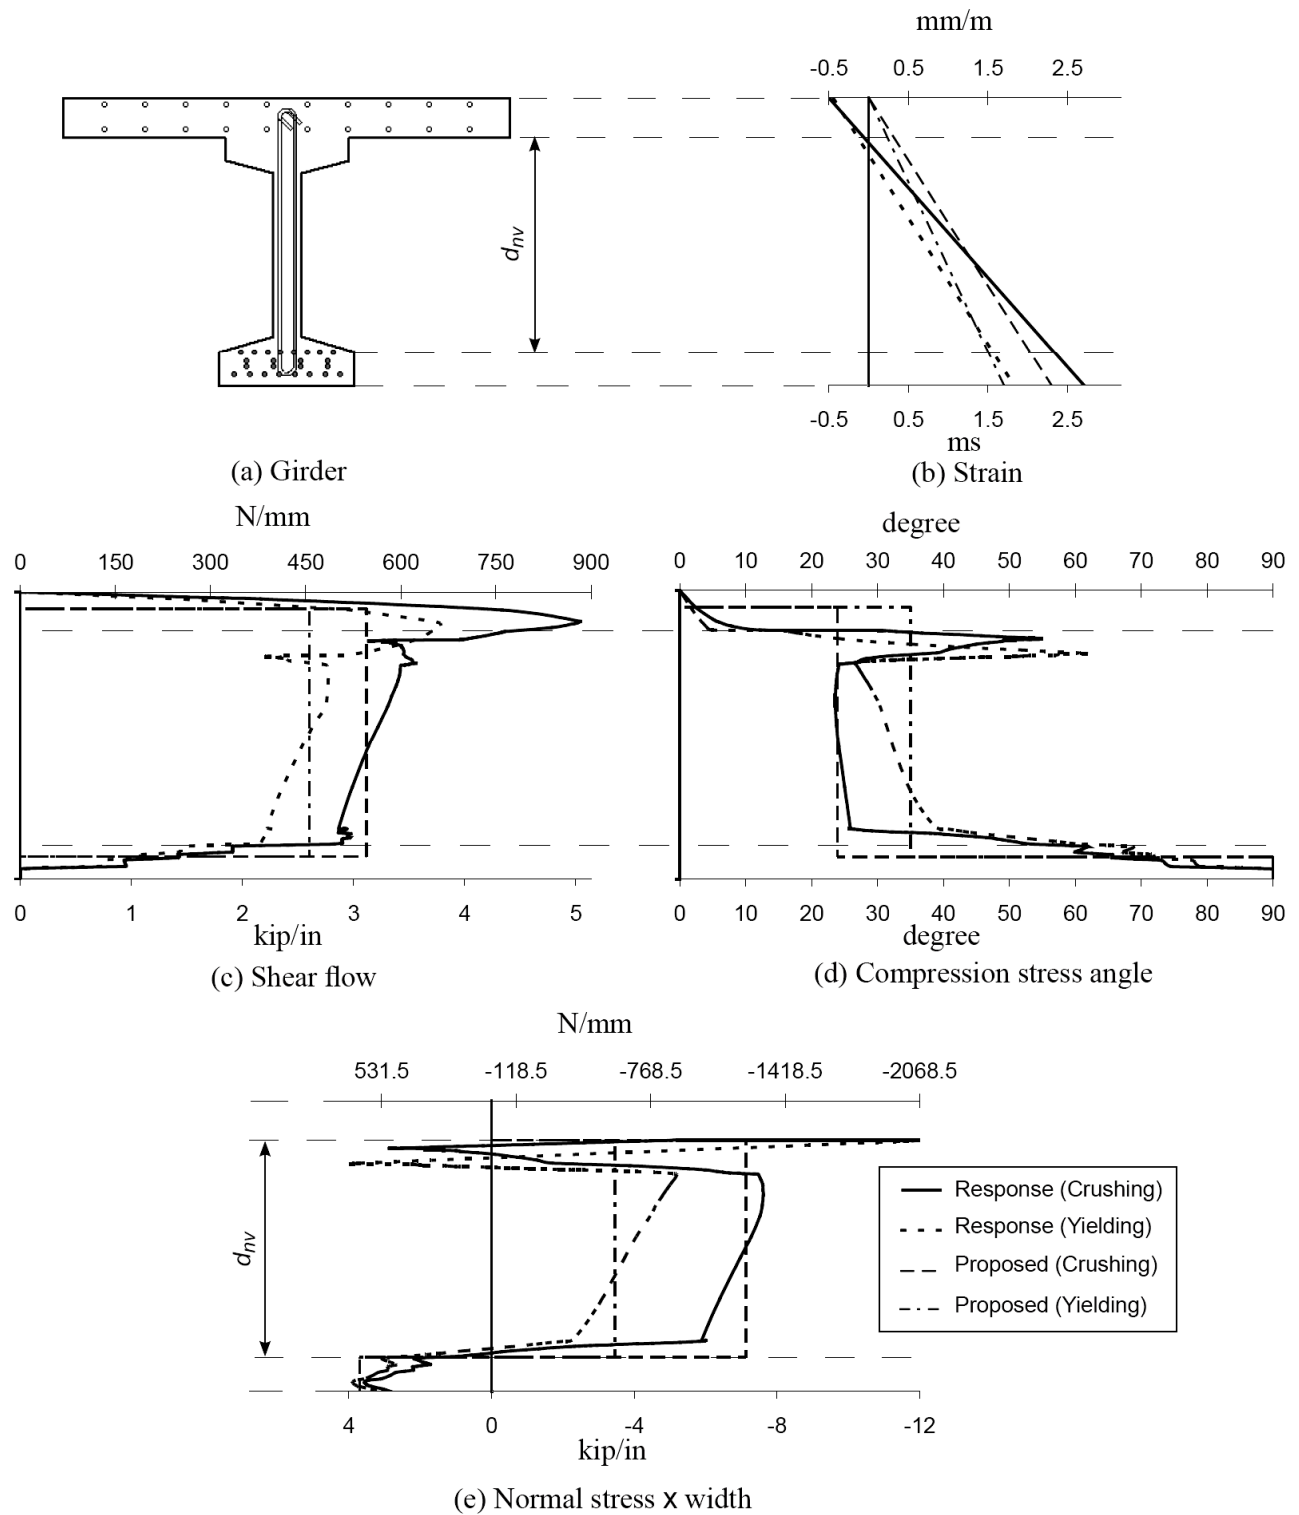 mm/m
-0.5 0.5 1.5 2.5
dnv
-0.5 0.5 1.5 2.5
ms
(a) Girder
(b) Strain
N/mm
degree
0 150 300 450 600 750 900
0 10 20 30 40 50 60 70 80 90
0 1 2 3 4 5
0 10 20 30 40 50 60 70 80 90
kip/in
degree
(c) Shear flow
(d) Compression stress angle
N/mm
531.5 -118.5 -768.5 -1418.5 -2068.5
dnv
Response (Crushing)
Response (Yielding)
Proposed (Crushing)
Proposed (Yielding)
4 0 -4 -8 -12
kip/in
(e) Normal stress x width